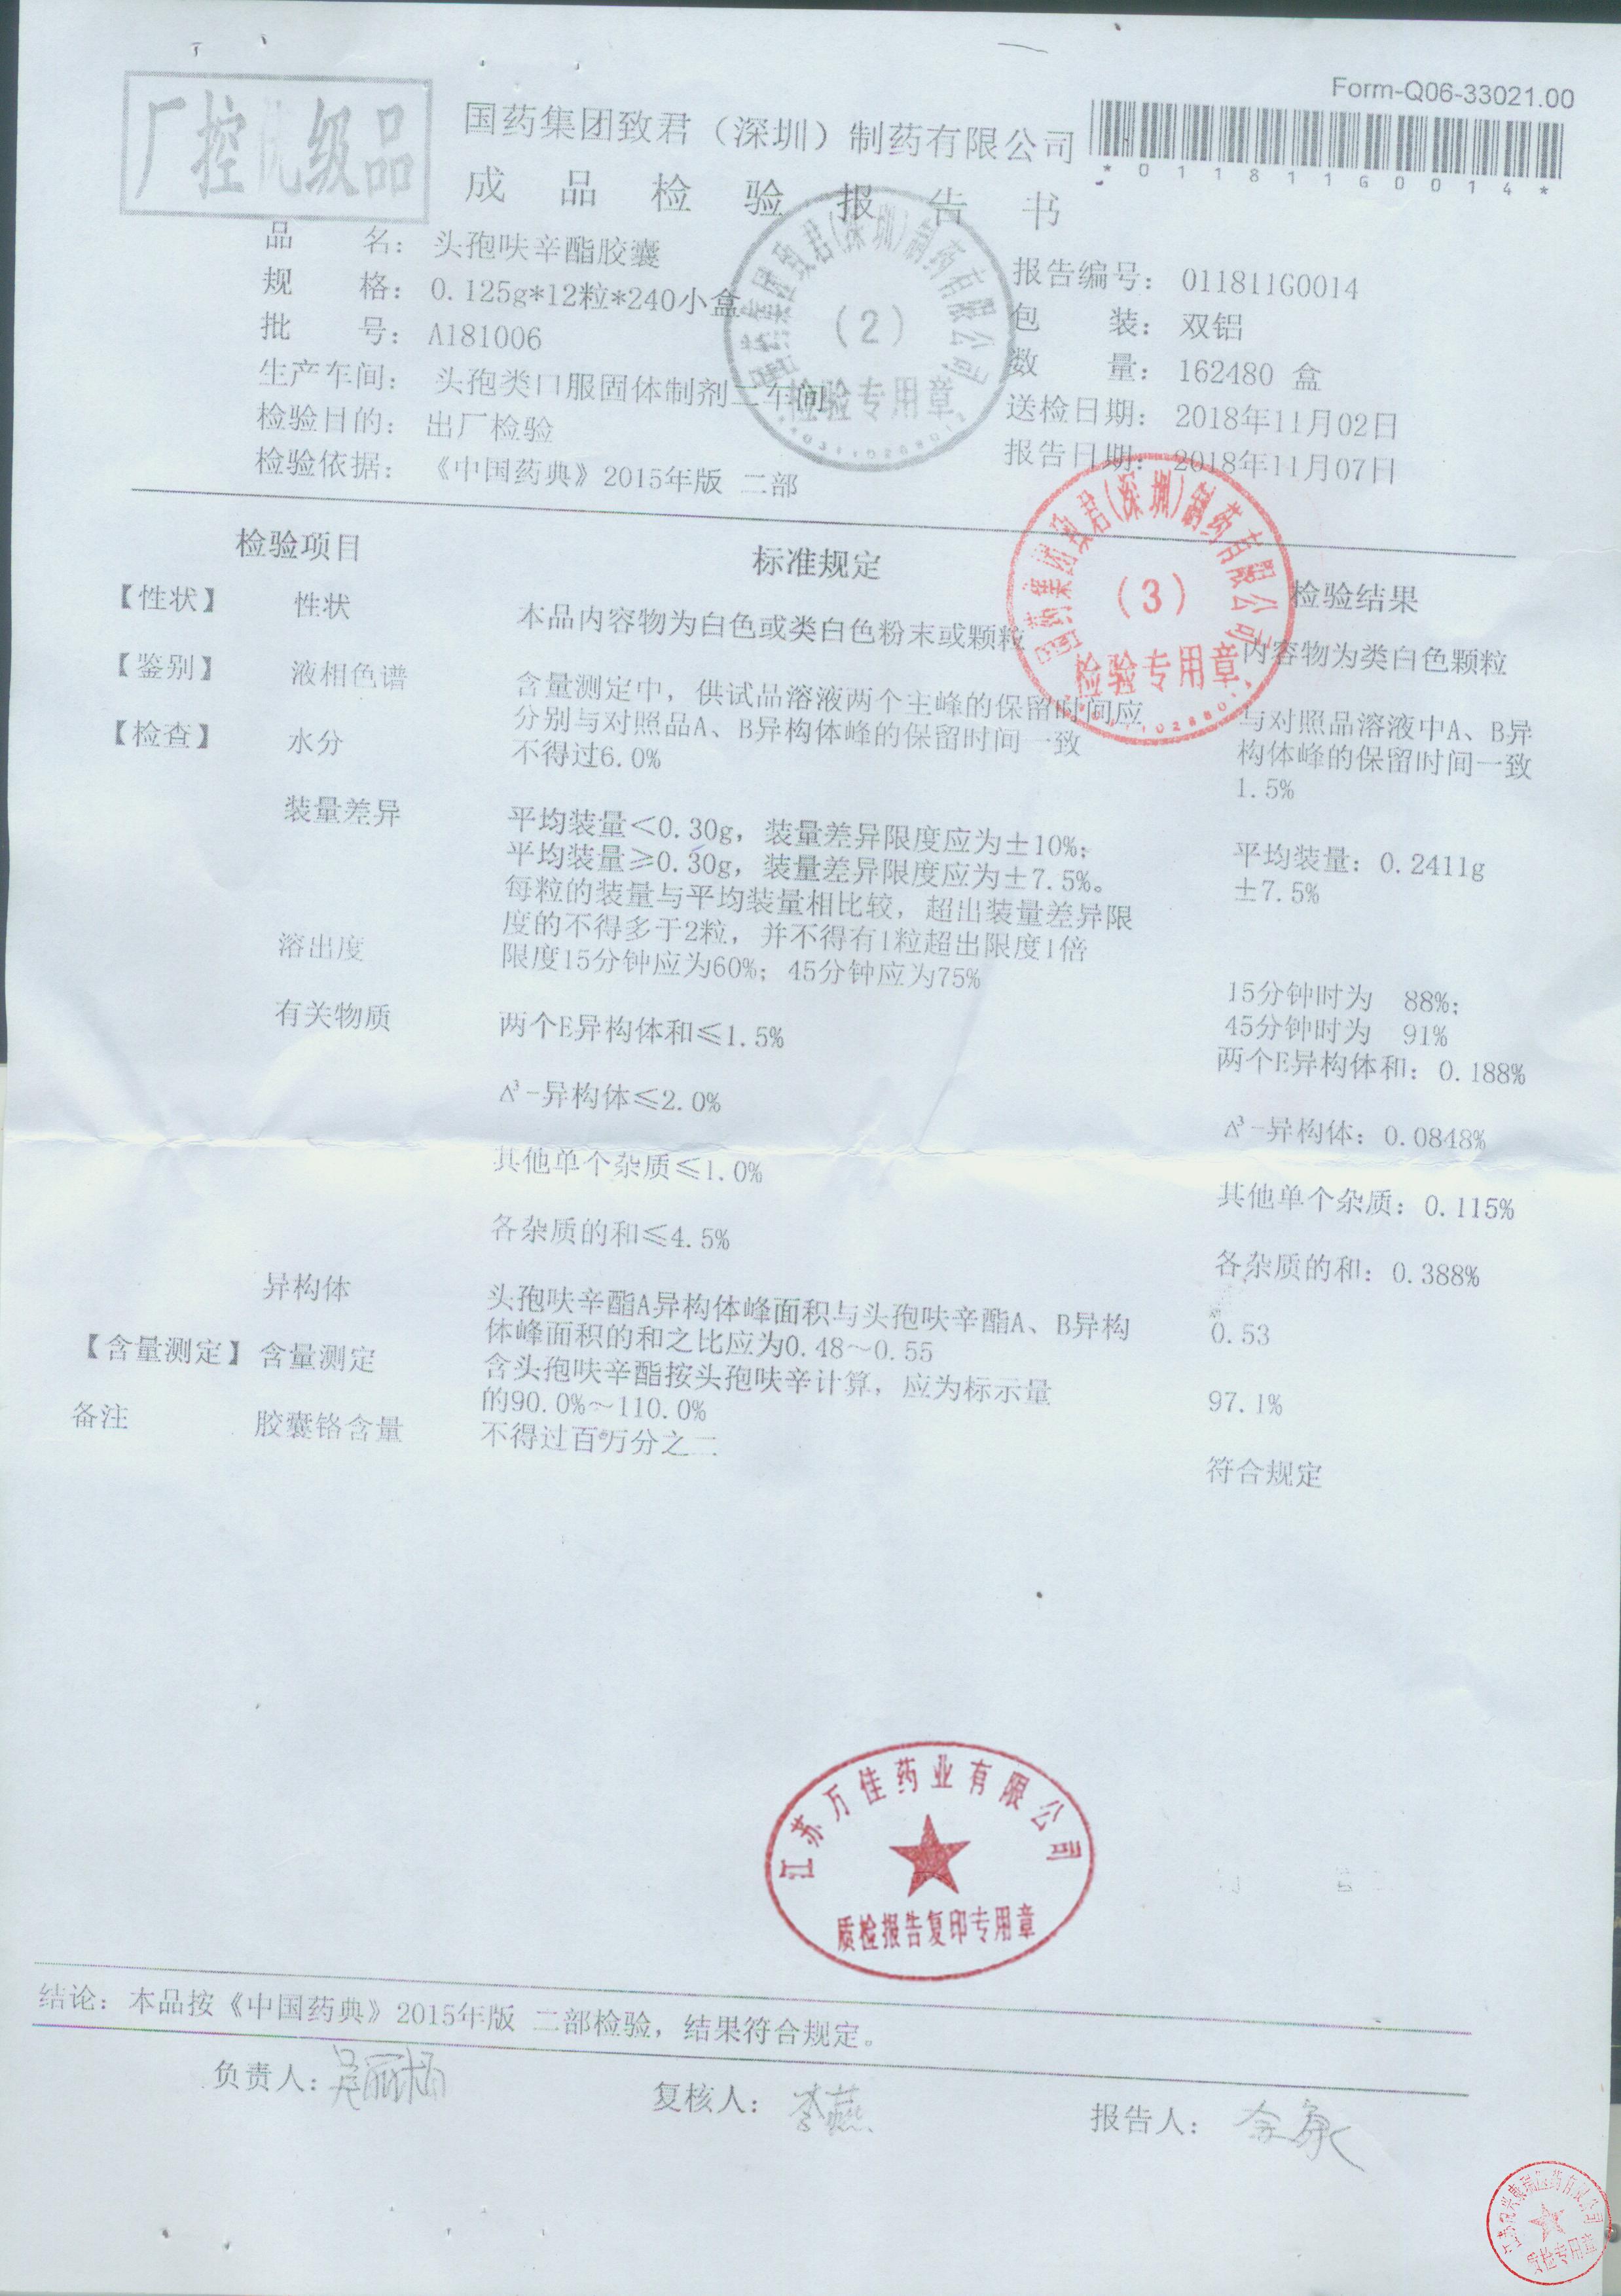 Form-Q06-33021.00
厂控优级品
国药集团致君（深圳）制药有限公司
*011811G0014*
成品检验报告书
品 名： 头孢呋辛酯胶囊
规 格： 0.125g*12粒*240小盒
批 号： A181006
生产车间： 头孢类口服固体制剂二车间
检验目的： 出厂检验
检验依据： 《中国药典》2015年版 二部
报告编号： 011811G0014
包 装： 双铝
数 量： 162480 盒
送检日期： 2018年11月02日
报告日期： 2018年11月07日
国药集团致君(深圳)制药有限公司
(2)
检验专用章
国药集团致君(深圳)制药有限公司
(3)
检验专用章
检验项目 标准规定 检验结果
【性状】 性状 本品内容物为白色或类白色粉末或颗粒 内容物为类白色颗粒
【鉴别】 液相色谱 含量测定中，供试品溶液两个主峰的保留时间应
分别与对照品A、B异构体峰的保留时间一致
与对照品溶液中A、B异
构体峰的保留时间一致
【检查】 水分 不得过6.0% 1.5%
装量差异 平均装量<0.30g，装量差异限度应为±10%；
平均装量≥0.30g，装量差异限度应为±7.5%。
每粒的装量与平均装量相比较，超出装量差异限
度的不得多于2粒，并不得有1粒超出限度1倍
平均装量：0.2411g
±7.5%
溶出度 限度15分钟应为60%；45分钟应为75%
15分钟时为 88%；
45分钟时为 91%
有关物质 两个E异构体和≤1.5% 两个E异构体和：0.188%
Δ³-异构体≤2.0% Δ³-异构体：0.0848%
其他单个杂质≤1.0% 其他单个杂质：0.115%
各杂质的和≤4.5% 各杂质的和：0.388%
异构体 头孢呋辛酯A异构体峰面积与头孢呋辛酯A、B异构
体峰面积的和之比应为0.48～0.55
0.53
【含量测定】 含量测定 含头孢呋辛酯按头孢呋辛计算，应为标示量
的90.0%～110.0%
97.1%
备注 胶囊铬含量 不得过百万分之二 符合规定
江苏万佳药业有限公司
质检报告复印专用章
结论：本品按《中国药典》2015年版 二部检验，结果符合规定。
负责人： 复核人：李燕 报告人：
质检专用章